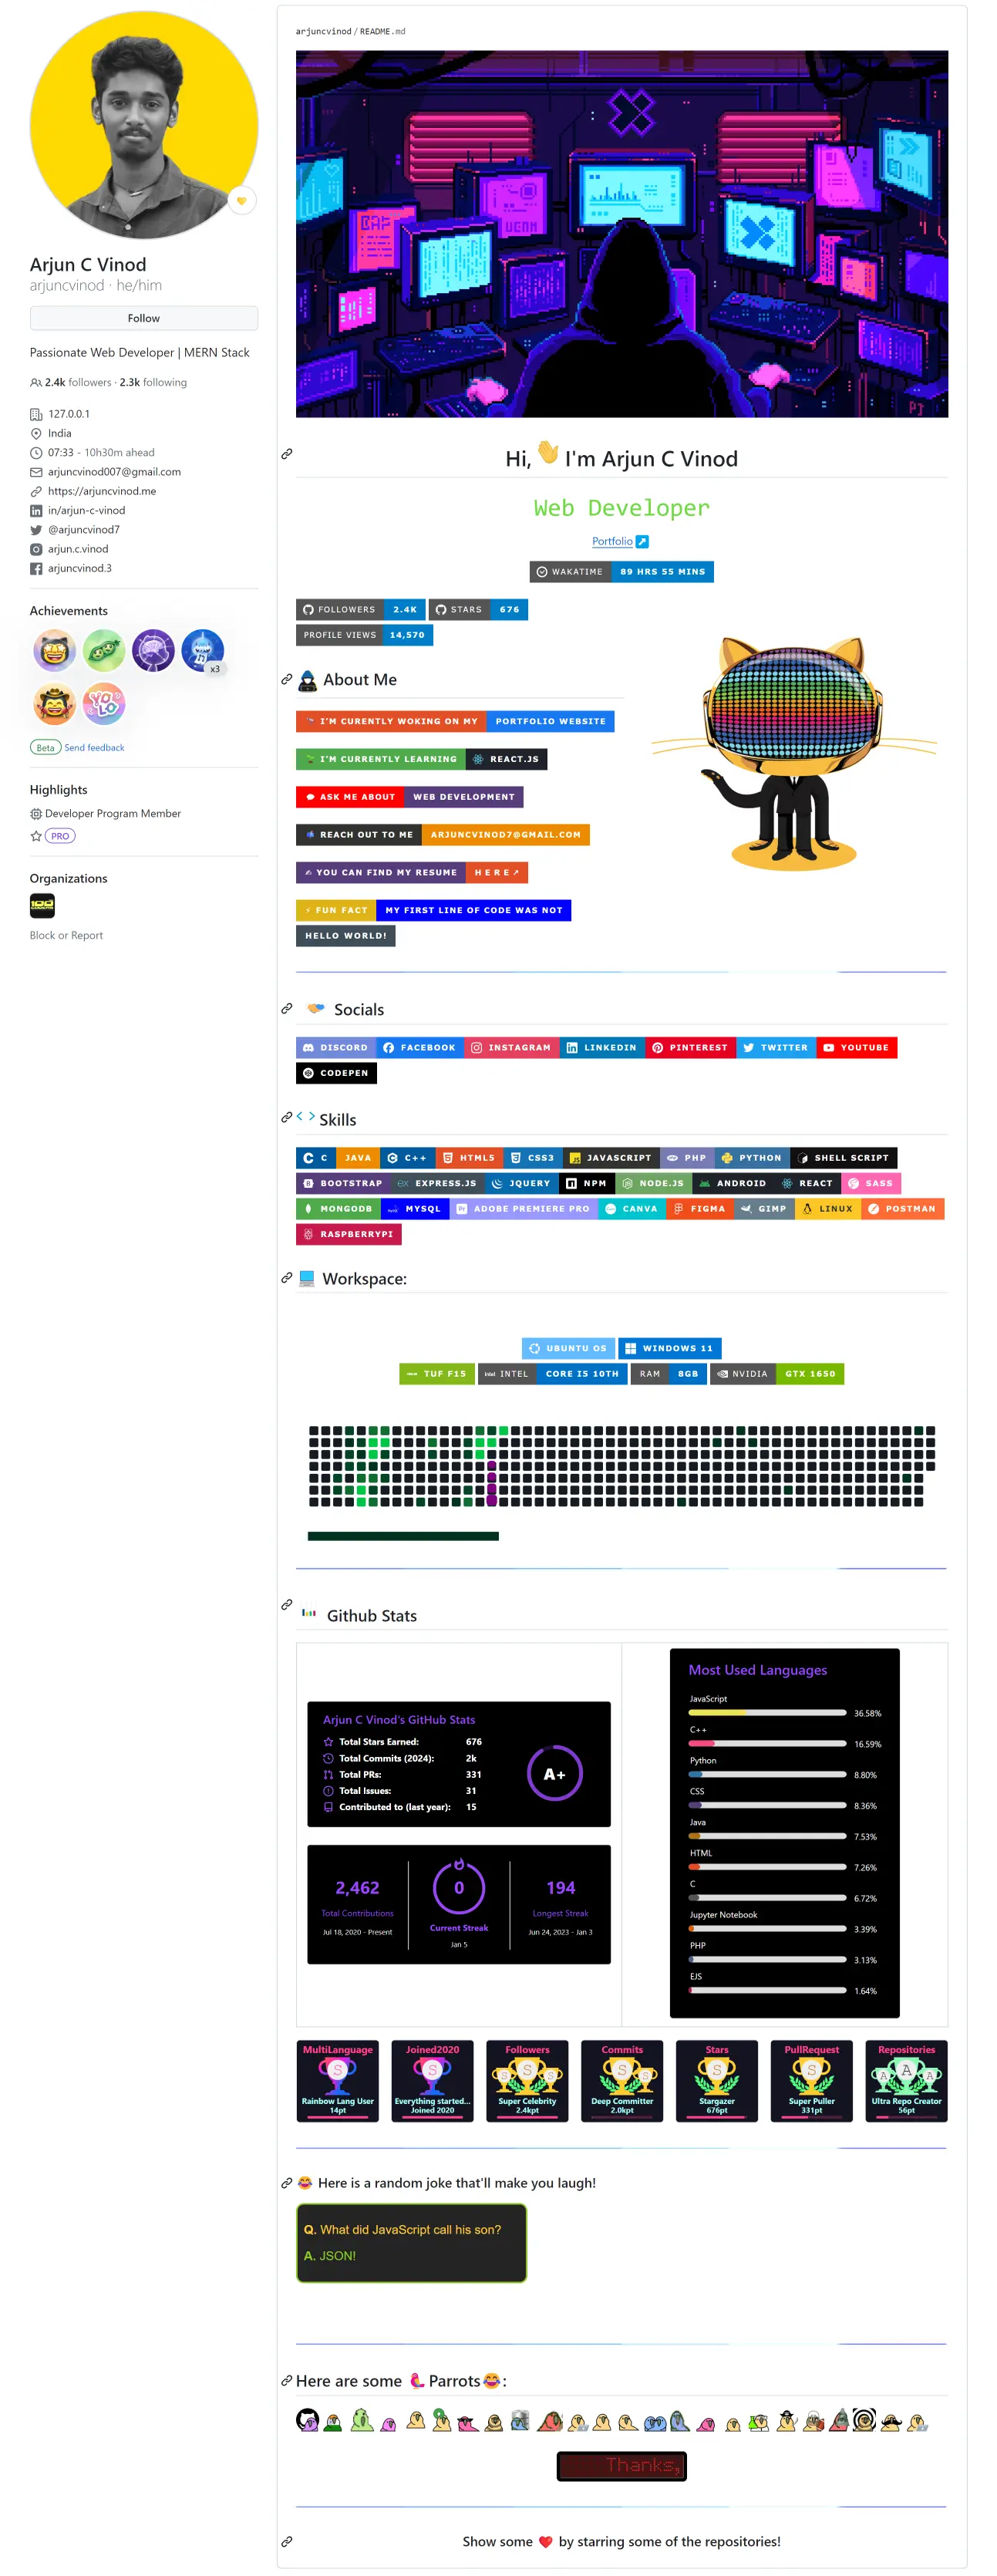 Arjun C Vinod
arjuncvinod · he/him
Follow
Passionate Web Developer | MERN Stack
2.4k followers · 2.3k following
127.0.0.1
India
07:33 - 10h30m ahead
arjuncvinod007@gmail.com
https://arjuncvinod.me
in/arjun-c-vinod
@arjuncvinod7
arjun.c.vinod
arjuncvinod.3
Achievements
x3
YOLO
Beta Send feedback
Highlights
Developer Program Member
PRO
Organizations
Block or Report
arjuncvinod / README.md
Hi, 👋 I'm Arjun C Vinod
Web Developer
Portfolio
WAKATIME 89 HRS 55 MINS
FOLLOWERS 2.4K STARS 676
PROFILE VIEWS 14,570
About Me
I'M CURENTLY WOKING ON MY PORTFOLIO WEBSITE
I'M CURRENTLY LEARNING REACT.JS
ASK ME ABOUT WEB DEVELOPMENT
REACH OUT TO ME ARJUNCVINOD7@GMAIL.COM
YOU CAN FIND MY RESUME H E R E ↗
⚡ FUN FACT MY FIRST LINE OF CODE WAS NOT
HELLO WORLD!
Socials
DISCORD FACEBOOK INSTAGRAM LINKEDIN PINTEREST TWITTER YOUTUBE
CODEPEN
< > Skills
C JAVA C++ HTML5 CSS3 JAVASCRIPT PHP PYTHON SHELL SCRIPT
BOOTSTRAP EX EXPRESS.JS JQUERY NPM NODE.JS ANDROID REACT SASS
MONGODB MYSQL Pr ADOBE PREMIERE PRO CANVA FIGMA GIMP LINUX POSTMAN
RASPBERRYPI
Workspace:
UBUNTU OS WINDOWS 11
TUF F15 intel INTEL CORE I5 10TH RAM 8GB NVIDIA GTX 1650
Github Stats
Arjun C Vinod's GitHub Stats
Total Stars Earned: 676
Total Commits (2024): 2k
Total PRs: 331
Total Issues: 31
Contributed to (last year): 15
A+
2,462
Total Contributions
Jul 18, 2020 - Present
0
Current Streak
Jan 5
194
Longest Streak
Jun 24, 2023 - Jan 3
Most Used Languages
JavaScript
36.58%
C++
16.59%
Python
8.80%
CSS
8.36%
Java
7.53%
HTML
7.26%
C
6.72%
Jupyter Notebook
3.39%
PHP
3.13%
EJS
1.64%
MultiLanguage
S
Rainbow Lang User
14pt
Joined2020
S
Everything started...
Joined 2020
Followers
S S S
Super Celebrity
2.4kpt
Commits
S S S
Deep Committer
2.0kpt
Stars
S
Stargazer
676pt
PullRequest
S
Super Puller
331pt
Repositories
A A A
Ultra Repo Creator
56pt
😂 Here is a random joke that'll make you laugh!
Q. What did JavaScript call his son?
A. JSON!
Here are some Parrots😂:
Thanks,
Show some ❤️ by starring some of the repositories!